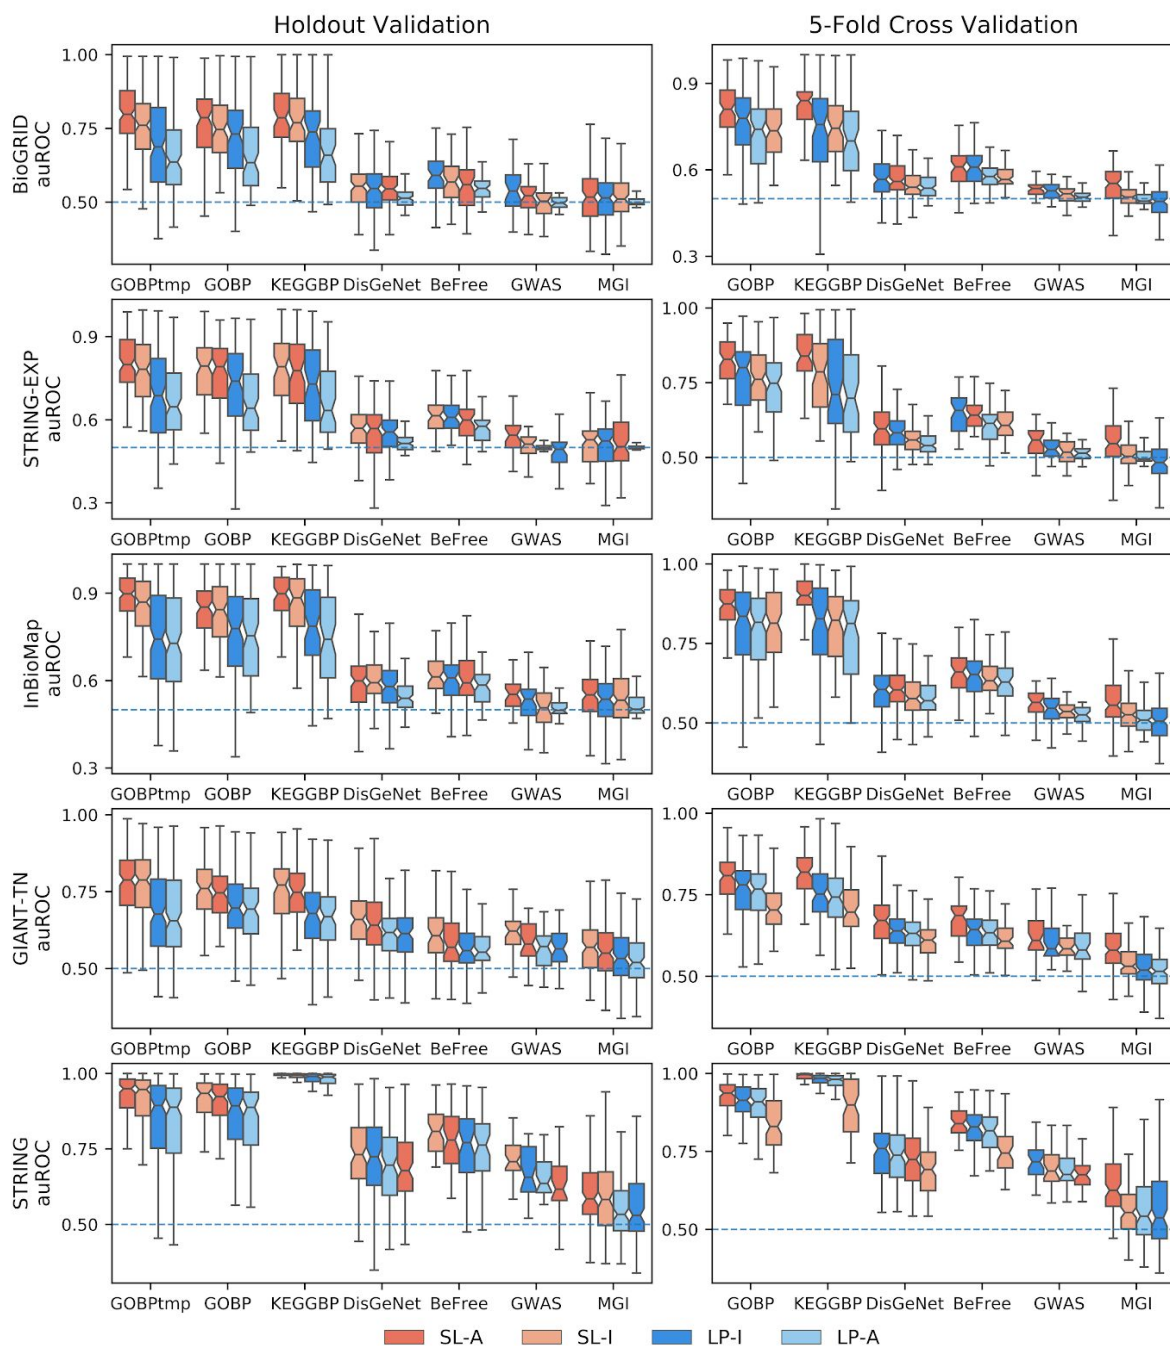 Holdout Validation 5-Fold Cross Validation
BioGRID
auROC
1.00
0.75
0.50
0.9
0.6
0.3
GOBPtmp GOBP KEGGBP DisGeNet BeFree GWAS MGI
GOBP KEGGBP DisGeNet BeFree GWAS MGI
STRING-EXP
auROC
0.9
0.6
0.3
1.00
0.75
0.50
GOBPtmp GOBP KEGGBP DisGeNet BeFree GWAS MGI
GOBP KEGGBP DisGeNet BeFree GWAS MGI
InBioMap
auROC
0.9
0.6
0.3
1.00
0.75
0.50
GOBPtmp GOBP KEGGBP DisGeNet BeFree GWAS MGI
GOBP KEGGBP DisGeNet BeFree GWAS MGI
GIANT-TN
auROC
1.00
0.75
0.50
1.00
0.75
0.50
GOBPtmp GOBP KEGGBP DisGeNet BeFree GWAS MGI
GOBP KEGGBP DisGeNet BeFree GWAS MGI
STRING
auROC
1.00
0.75
0.50
1.00
0.75
0.50
GOBPtmp GOBP KEGGBP DisGeNet BeFree GWAS MGI
GOBP KEGGBP DisGeNet BeFree GWAS MGI
SL-A SL-I LP-I LP-A